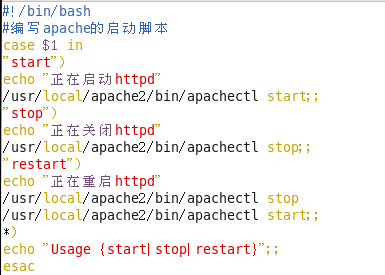 #!/bin/bash
#编写apache的启动脚本
case $1 in
"start")
echo "正在启动httpd"
/usr/local/apache2/bin/apachectl start;;
"stop")
echo "正在关闭httpd"
/usr/local/apache2/bin/apachectl stop;;
"restart")
echo "正在重启httpd"
/usr/local/apache2/bin/apachectl stop
/usr/local/apache2/bin/apachectl start;;
*)
echo "Usage {start|stop|restart}";;
esac